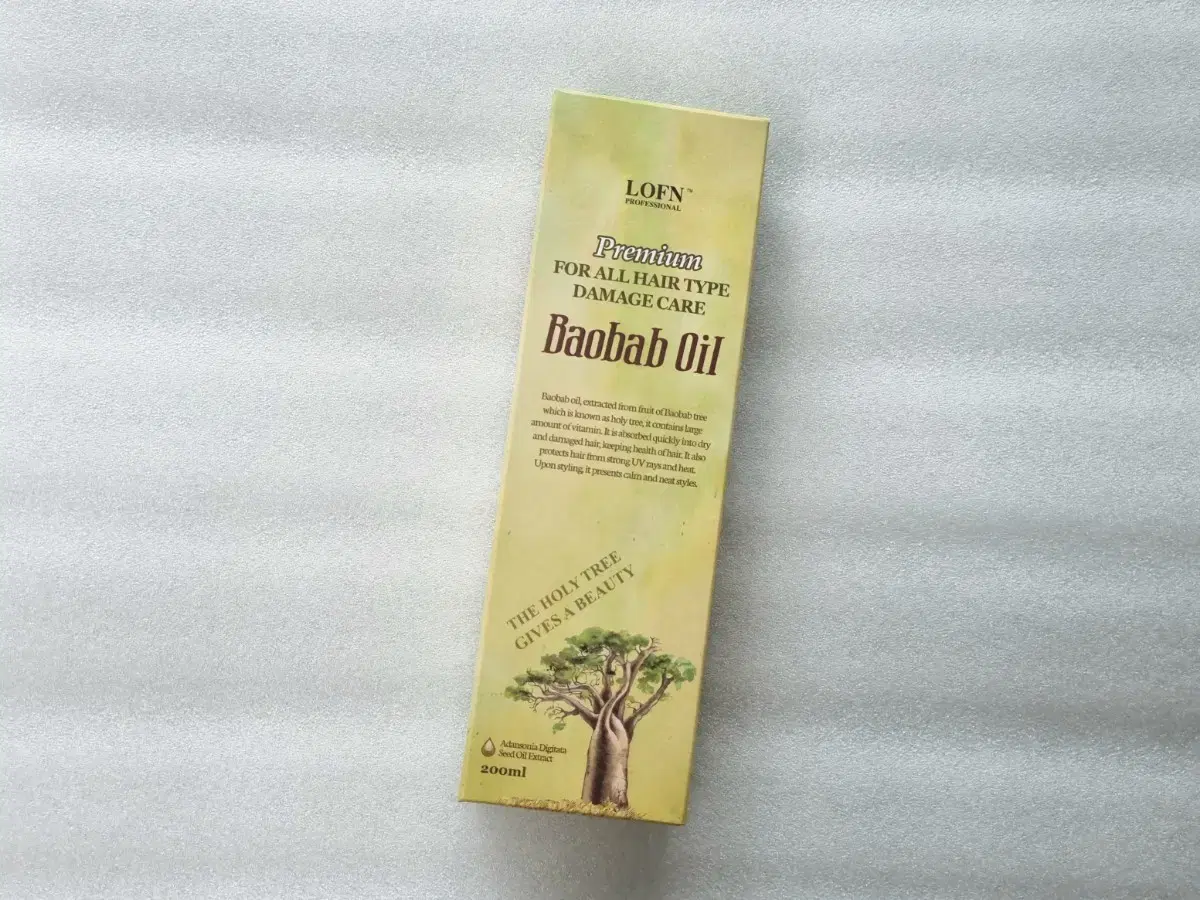 LOFN™
PROFESSIONAL
Premium
FOR ALL HAIR TYPE
DAMAGE CARE
Baobab Oil
Baobab oil, extracted from fruit of Baobab tree
which is known as holy tree, it contains large
amount of vitamin. It is absorbed quickly into dry
and damaged hair, keeping health of hair. It also
protects hair from strong UV rays and heat.
Upon styling, it presents calm and neat styles.
THE HOLY TREE
GIVES A BEAUTY
Adansonia Digitata
Seed Oil Extract
200ml